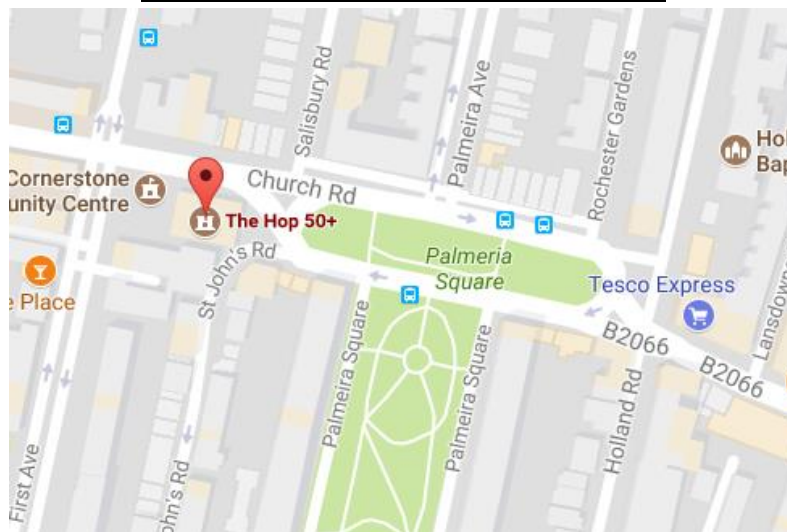 Salisbury Rd
Palmeira Ave
Rochester Gardens
Hol
Bap
Cornerstone
unity Centre
Church Rd
The Hop 50+
St John's Rd
Palmeria
Square
Tesco Express
e Place
B2066
B2066
Lansdowne
Palmeira Square
Palmeira Square
Holland Rd
First Ave
ohn's Rd